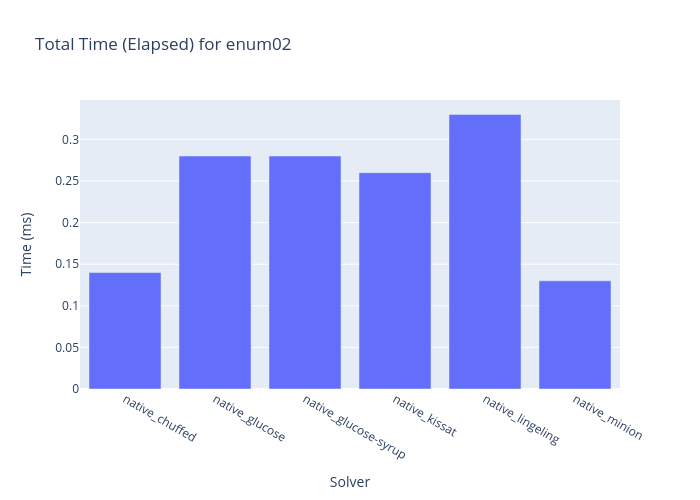 Total Time (Elapsed) for enum02
Time (ms)
0.3
0.25
0.2
0.15
0.1
0.05
0
native_chuffed
native_glucose
native_glucose-syrup
native_kissat
native_lingeling
native_minion
Solver